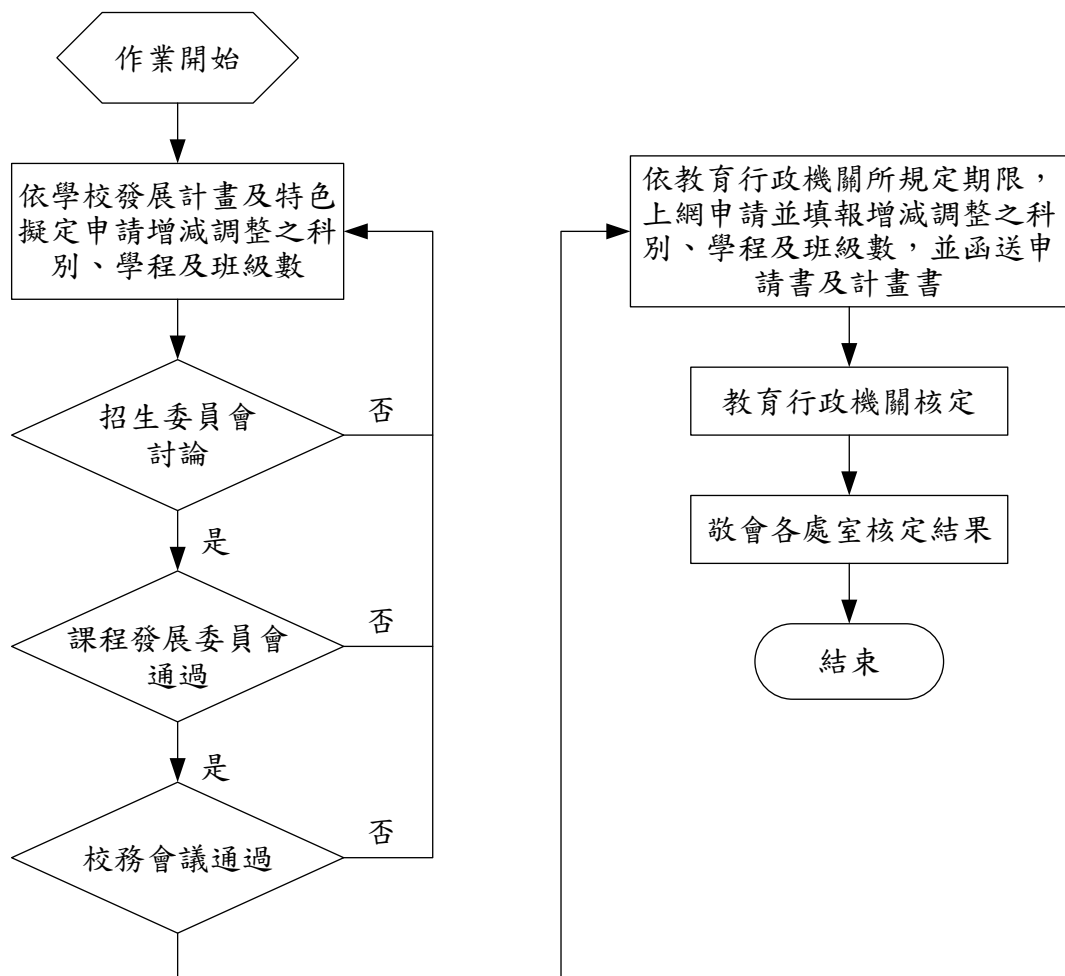 作業開始
依學校發展計畫及特色
擬定申請增減調整之科
別、學程及班級數
招生委員會
討論
否
是
課程發展委員會
通過
否
是
校務會議通過
否
依教育行政機關所規定期限，
上網申請並填報增減調整之科
別、學程及班級數，並函送申
請書及計畫書
教育行政機關核定
敬會各處室核定結果
結束